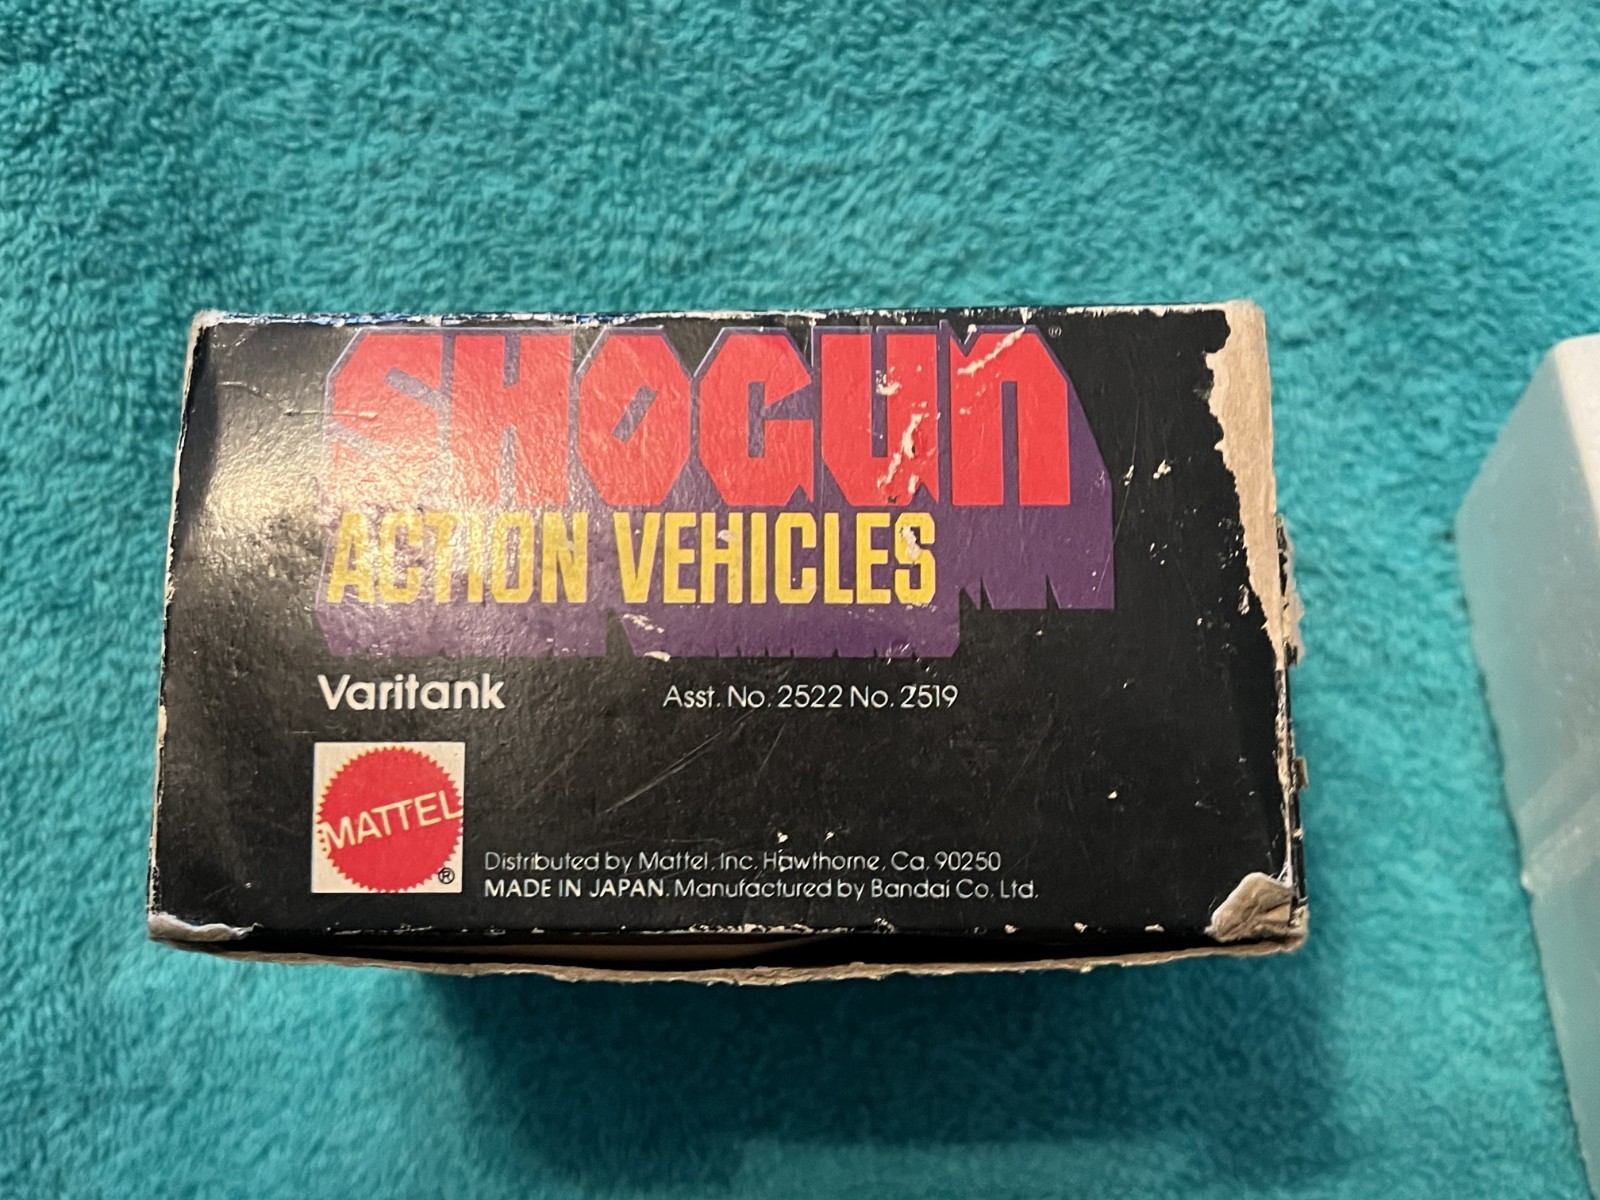 SHOGUN®
ACTION VEHICLES
Varitank
Asst. No. 2522 No. 2519
MATTEL®
Distributed by Mattel, Inc. Hawthorne, Ca. 90250
MADE IN JAPAN. Manufactured by Bandai Co. Ltd.